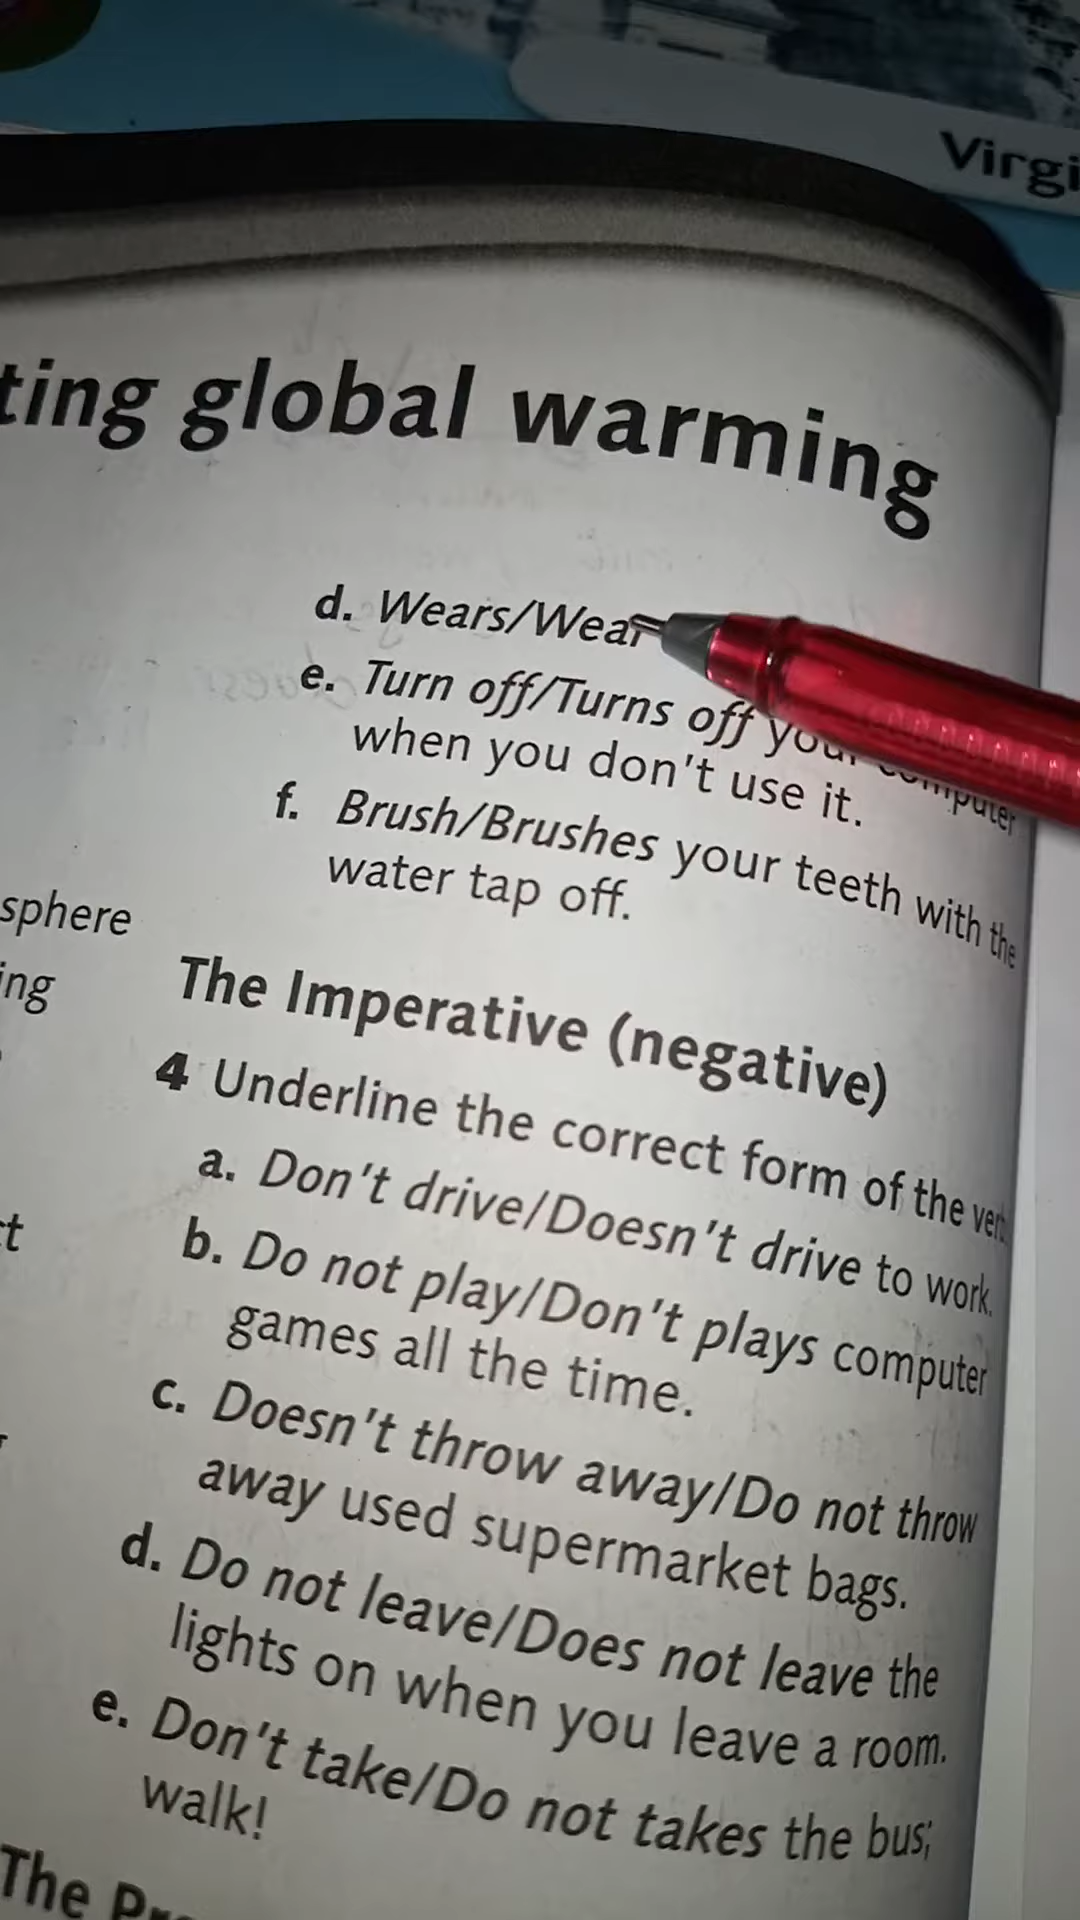 Virgi
ting global warming
d. Wears/Wear
e. Turn off/Turns off your computer
when you don't use it.
f. Brush/Brushes your teeth with the
water tap off.
sphere
ing
The Imperative (negative)
4 Underline the correct form of the verb.
a. Don't drive/Doesn't drive to work.
ct
b. Do not play/Don't plays computer
games all the time.
c. Doesn't throw away/Do not throw
away used supermarket bags.
d. Do not leave/Does not leave the
lights on when you leave a room.
e. Don't take/Do not takes the bus;
walk!
The Pr